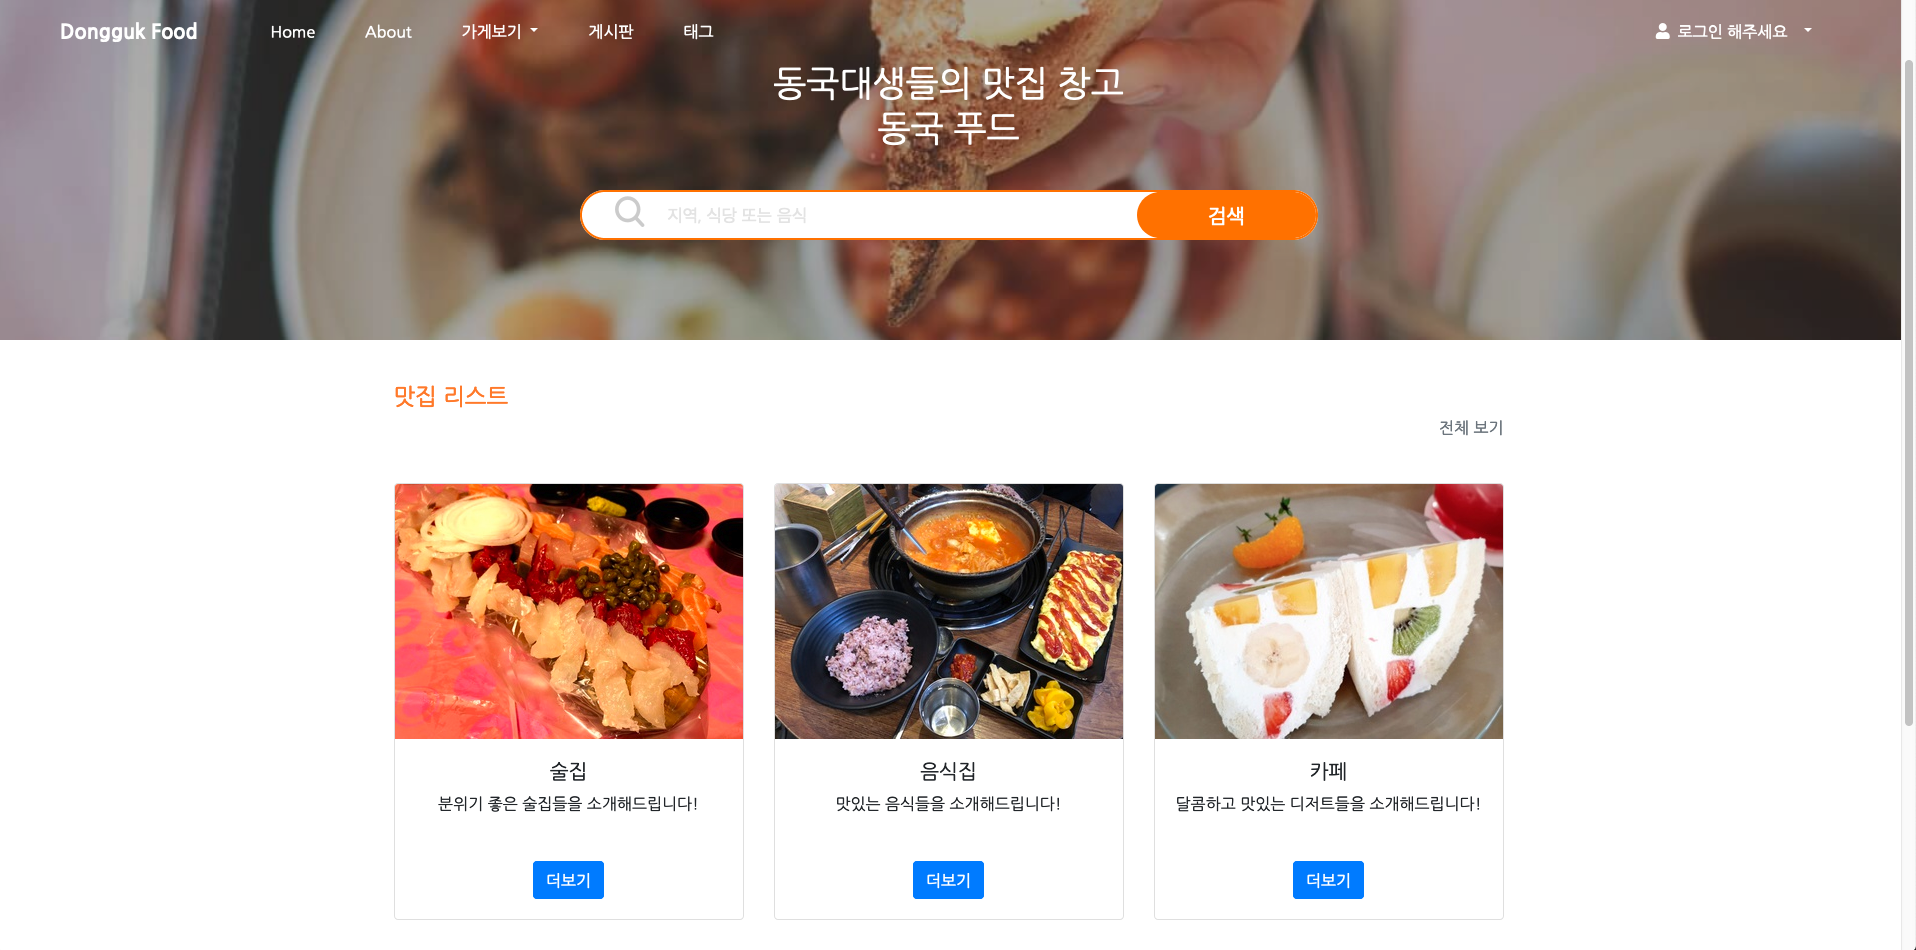 Dongguk Food
Home
About
가게보기
게시판
태그
로그인 해주세요
동국대생들의 맛집 창고
동국 푸드
지역, 식당 또는 음식
검색
맛집 리스트
전체 보기
술집
분위기 좋은 술집들을 소개해드립니다!
더보기
음식집
맛있는 음식들을 소개해드립니다!
더보기
카페
달콤하고 맛있는 디저트들을 소개해드립니다!
더보기